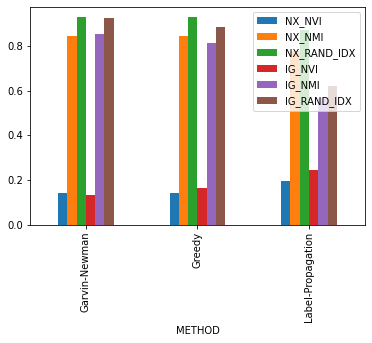 NX_NVI
NX_NMI
NX_RAND_IDX
IG_NVI
IG_NMI
IG_RAND_IDX
0.8
0.6
0.4
0.2
0.0
Garvin-Newman
Greedy
Label-Propagation
METHOD